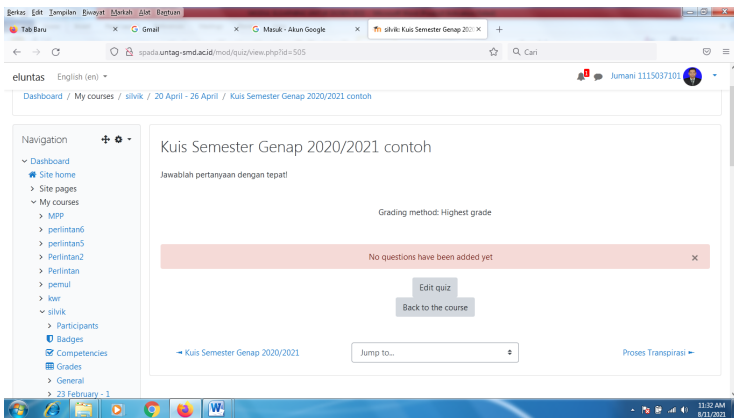 Berkas Edit Tampilan Riwayat Markah Alat Bantuan
Tab Baru
Gmail
Masuk - Akun Google
silvik: Kuis Semester Genap 202
spada.untag-smd.ac.id/mod/quiz/view.php?id=505
Cari
eluntas English (en)
1 Jumani 1115037101
Dashboard / My courses / silvik / 20 April - 26 April / Kuis Semester Genap 2020/2021 contoh
Navigation
Dashboard
Site home
Site pages
My courses
MPP
perlintan6
perlintan5
Perlintan2
Perlintan
pemul
kwr
silvik
Participants
Badges
Competencies
Grades
General
23 February - 1
Kuis Semester Genap 2020/2021 contoh
Jawablah pertanyaan dengan tepat!
Grading method: Highest grade
No questions have been added yet
Edit quiz
Back to the course
Kuis Semester Genap 2020/2021
Jump to...
Proses Transpirasi
11:32 AM
8/11/2021